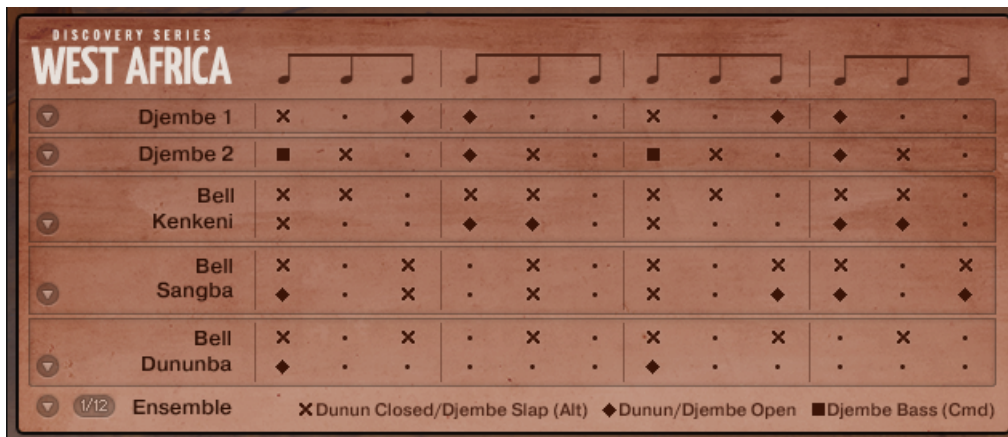 DISCOVERY SERIES
WEST AFRICA
Djembe 1
Djembe 2
Bell
Kenkeni
Bell
Sangba
Bell
Dununba
1/12 Ensemble
Dunun Closed/Djembe Slap (Alt) Dunun/Djembe Open Djembe Bass (Cmd)